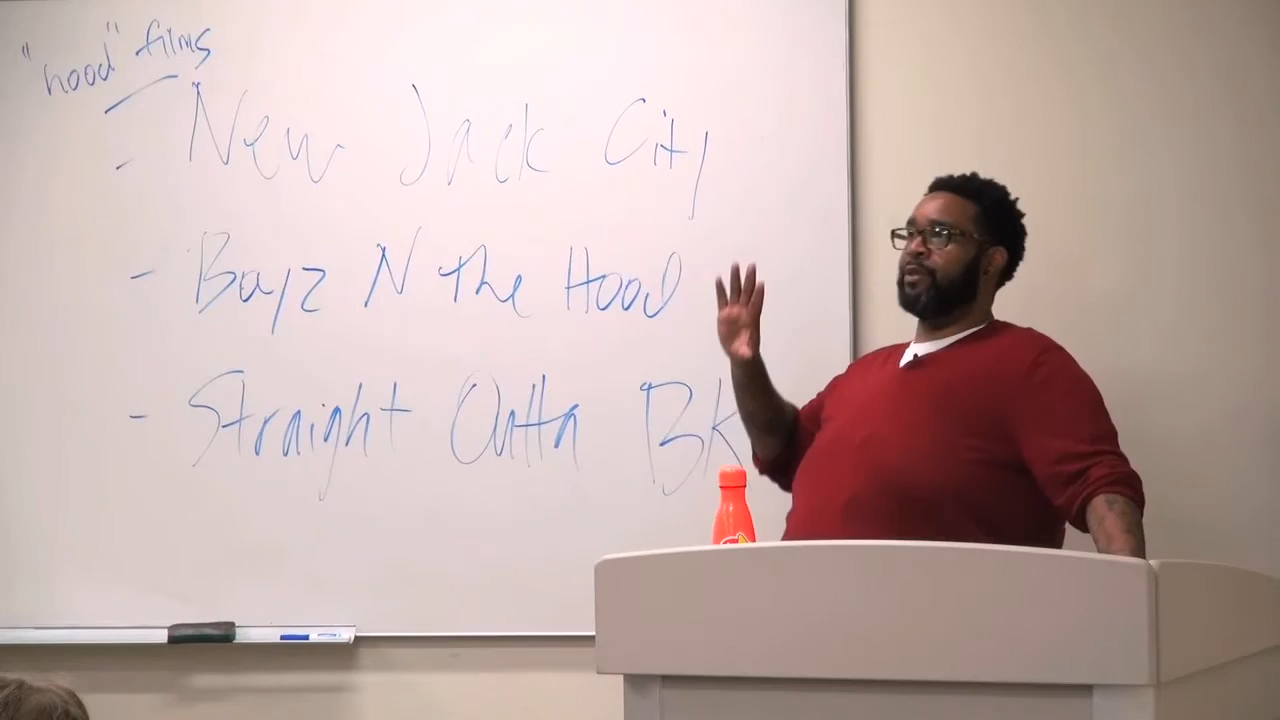 "hood" films
- New Jack City
- Boyz N the Hood
- Straight Outta BK